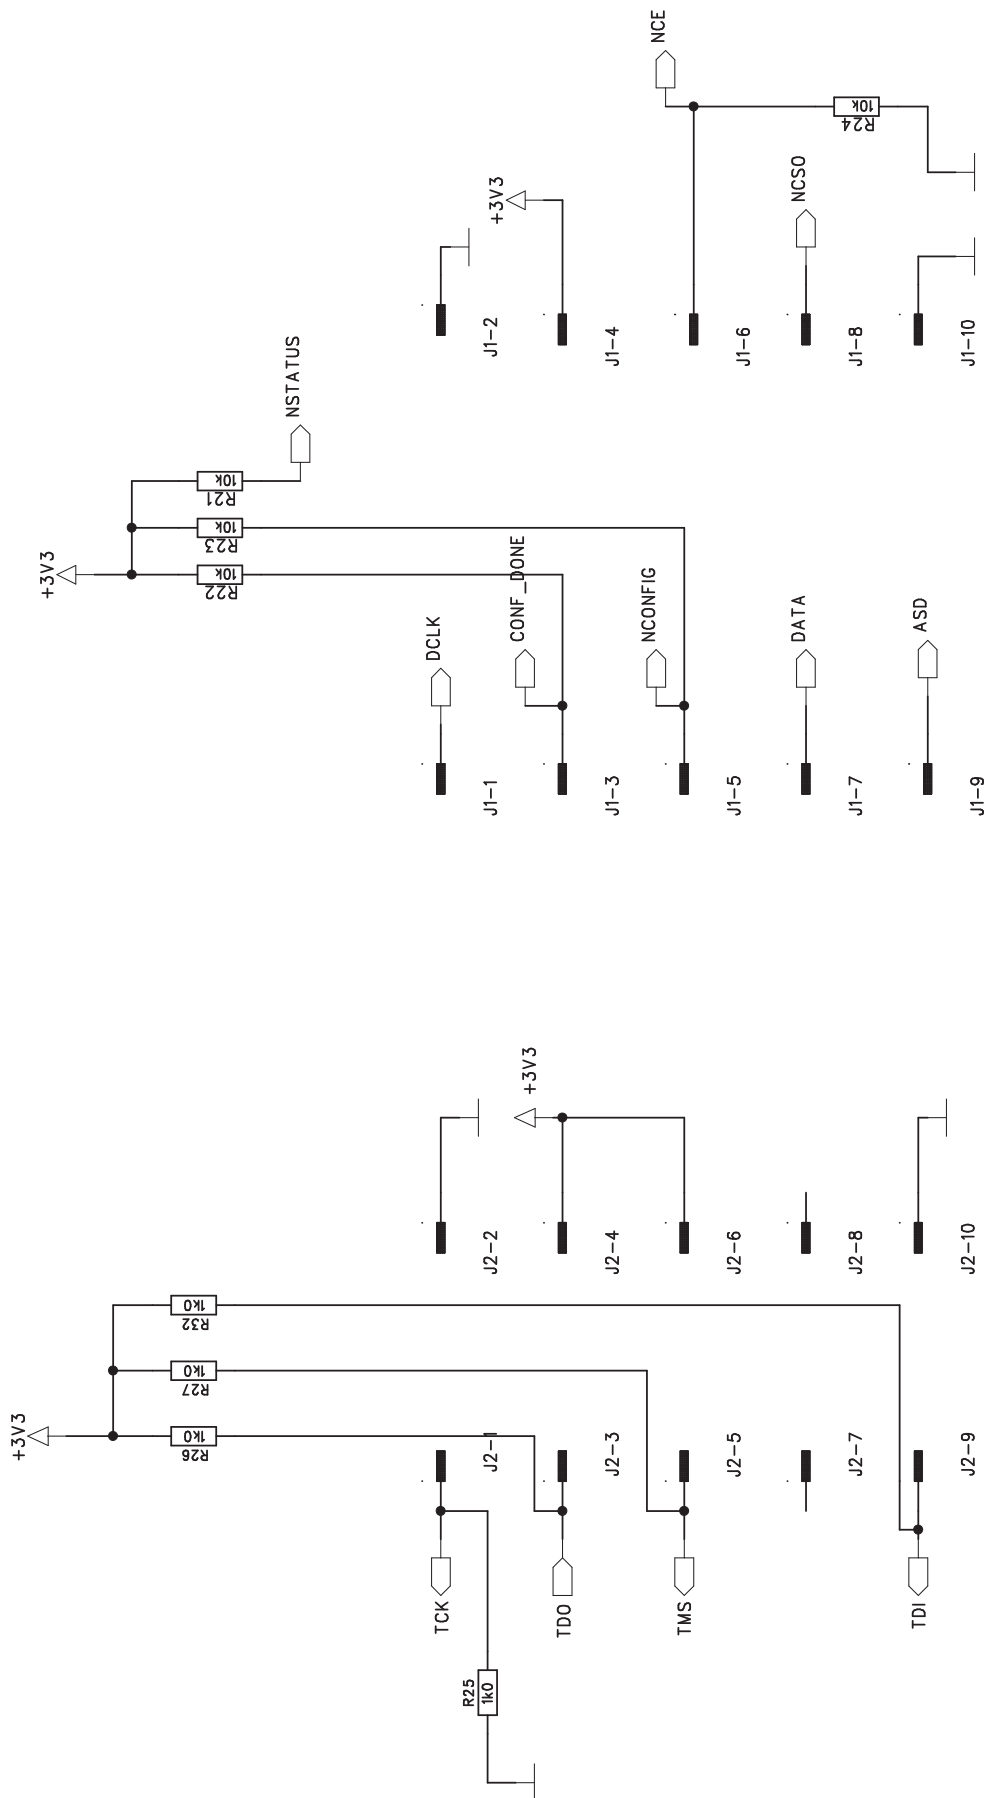 NCE
10k
R24
+3V3
NCSO
J1-2
J1-4
J1-6
J1-8
J1-10
NSTATUS
10k
R21
10k
R23
10k
R22
+3V3
DCLK
CONF_DONE
NCONFIG
DATA
ASD
J1-1
J1-3
J1-5
J1-7
J1-9
+3V3
J2-2
J2-4
J2-6
J2-8
J2-10
1k0
R32
1k0
R27
1k0
R26
+3V3
J2-1
J2-3
J2-5
J2-7
J2-9
TCK
TDO
TMS
TDI
R25
1k0